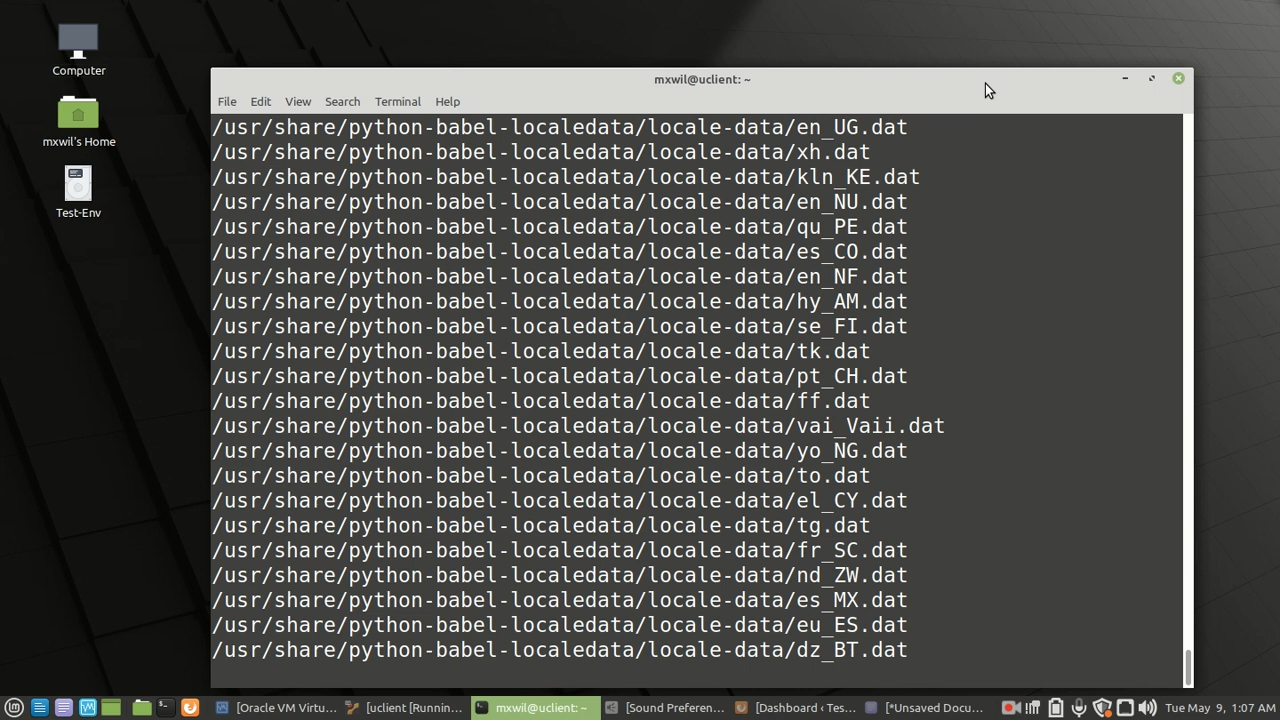 Computer
mxwil's Home
Test-Env
mxwil@uclient: ~
File Edit View Search Terminal Help
/usr/share/python-babel-localedata/locale-data/en_UG.dat
/usr/share/python-babel-localedata/locale-data/xh.dat
/usr/share/python-babel-localedata/locale-data/kln_KE.dat
/usr/share/python-babel-localedata/locale-data/en_NU.dat
/usr/share/python-babel-localedata/locale-data/qu_PE.dat
/usr/share/python-babel-localedata/locale-data/es_CO.dat
/usr/share/python-babel-localedata/locale-data/en_NF.dat
/usr/share/python-babel-localedata/locale-data/hy_AM.dat
/usr/share/python-babel-localedata/locale-data/se_FI.dat
/usr/share/python-babel-localedata/locale-data/tk.dat
/usr/share/python-babel-localedata/locale-data/pt_CH.dat
/usr/share/python-babel-localedata/locale-data/ff.dat
/usr/share/python-babel-localedata/locale-data/vai_Vaii.dat
/usr/share/python-babel-localedata/locale-data/yo_NG.dat
/usr/share/python-babel-localedata/locale-data/to.dat
/usr/share/python-babel-localedata/locale-data/el_CY.dat
/usr/share/python-babel-localedata/locale-data/tg.dat
/usr/share/python-babel-localedata/locale-data/fr_SC.dat
/usr/share/python-babel-localedata/locale-data/nd_ZW.dat
/usr/share/python-babel-localedata/locale-data/es_MX.dat
/usr/share/python-babel-localedata/locale-data/eu_ES.dat
/usr/share/python-babel-localedata/locale-data/dz_BT.dat
[Oracle VM Virtu... [uclient [Runnin... mxwil@uclient: ~ [Sound Preferen... [Dashboard ‹ Tes... [*Unsaved Docu... Tue May 9, 1:07 AM